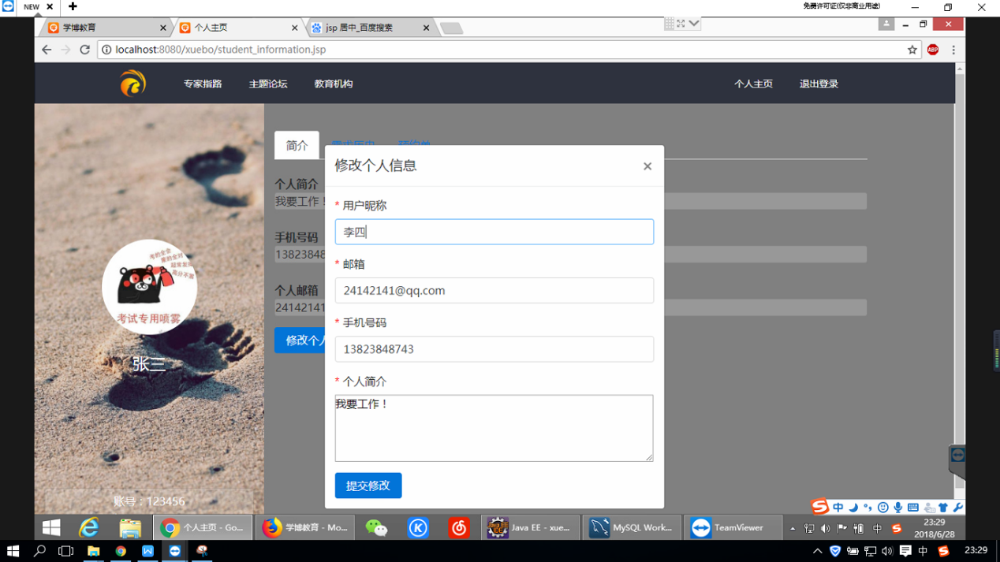 NEW
免费许可证(仅非商业用途)
学博教育
个人主页
jsp 居中_百度搜索
localhost:8080/xuebo/student_information.jsp
ABP
专家指路
主题论坛
教育机构
个人主页
退出登录
简介
修改个人信息
个人简介
我要工作！
手机号码
13823848
个人邮箱
24142141
修改个人
* 用户昵称
李四
* 邮箱
24142141@qq.com
* 手机号码
13823848743
* 个人简介
我要工作！
提交修改
考试专用喷雾
张三
账号：123456
中
个人主页 - Go...
学博教育 - Mo...
Java EE - xue...
MySQL Work...
TeamViewer
中
23:29
2018/6/28
中
23:29